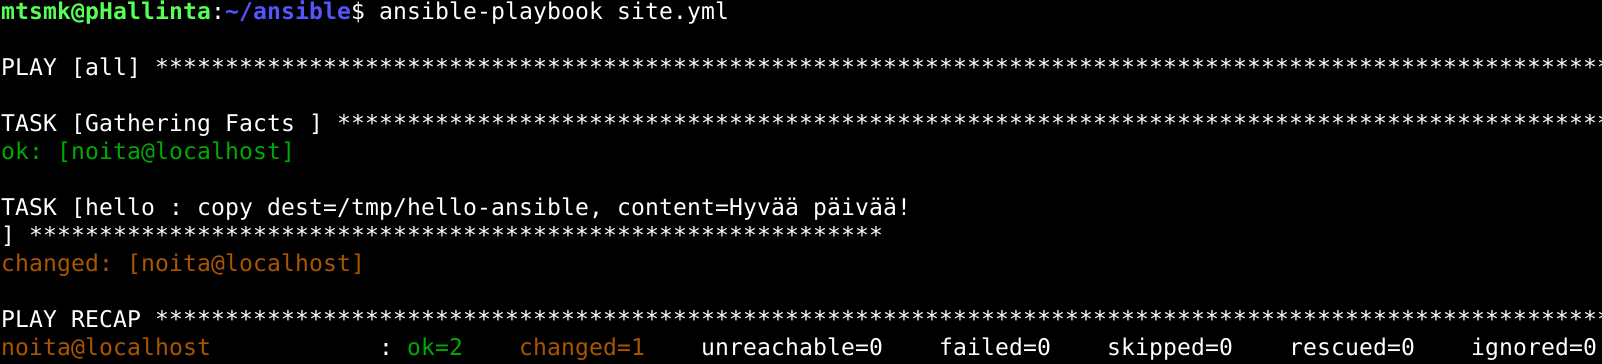 mtsmk@pHallinta:~/ansible$ ansible-playbook site.yml
PLAY [all] *******************************************************************************************************
TASK [Gathering Facts ] ******************************************************************************************
ok: [noita@localhost]
TASK [hello : copy dest=/tmp/hello-ansible, content=Hyvää päivää!
] *************************************************************
changed: [noita@localhost]
PLAY RECAP *******************************************************************************************************
noita@localhost            : ok=2    changed=1    unreachable=0    failed=0    skipped=0    rescued=0    ignored=0